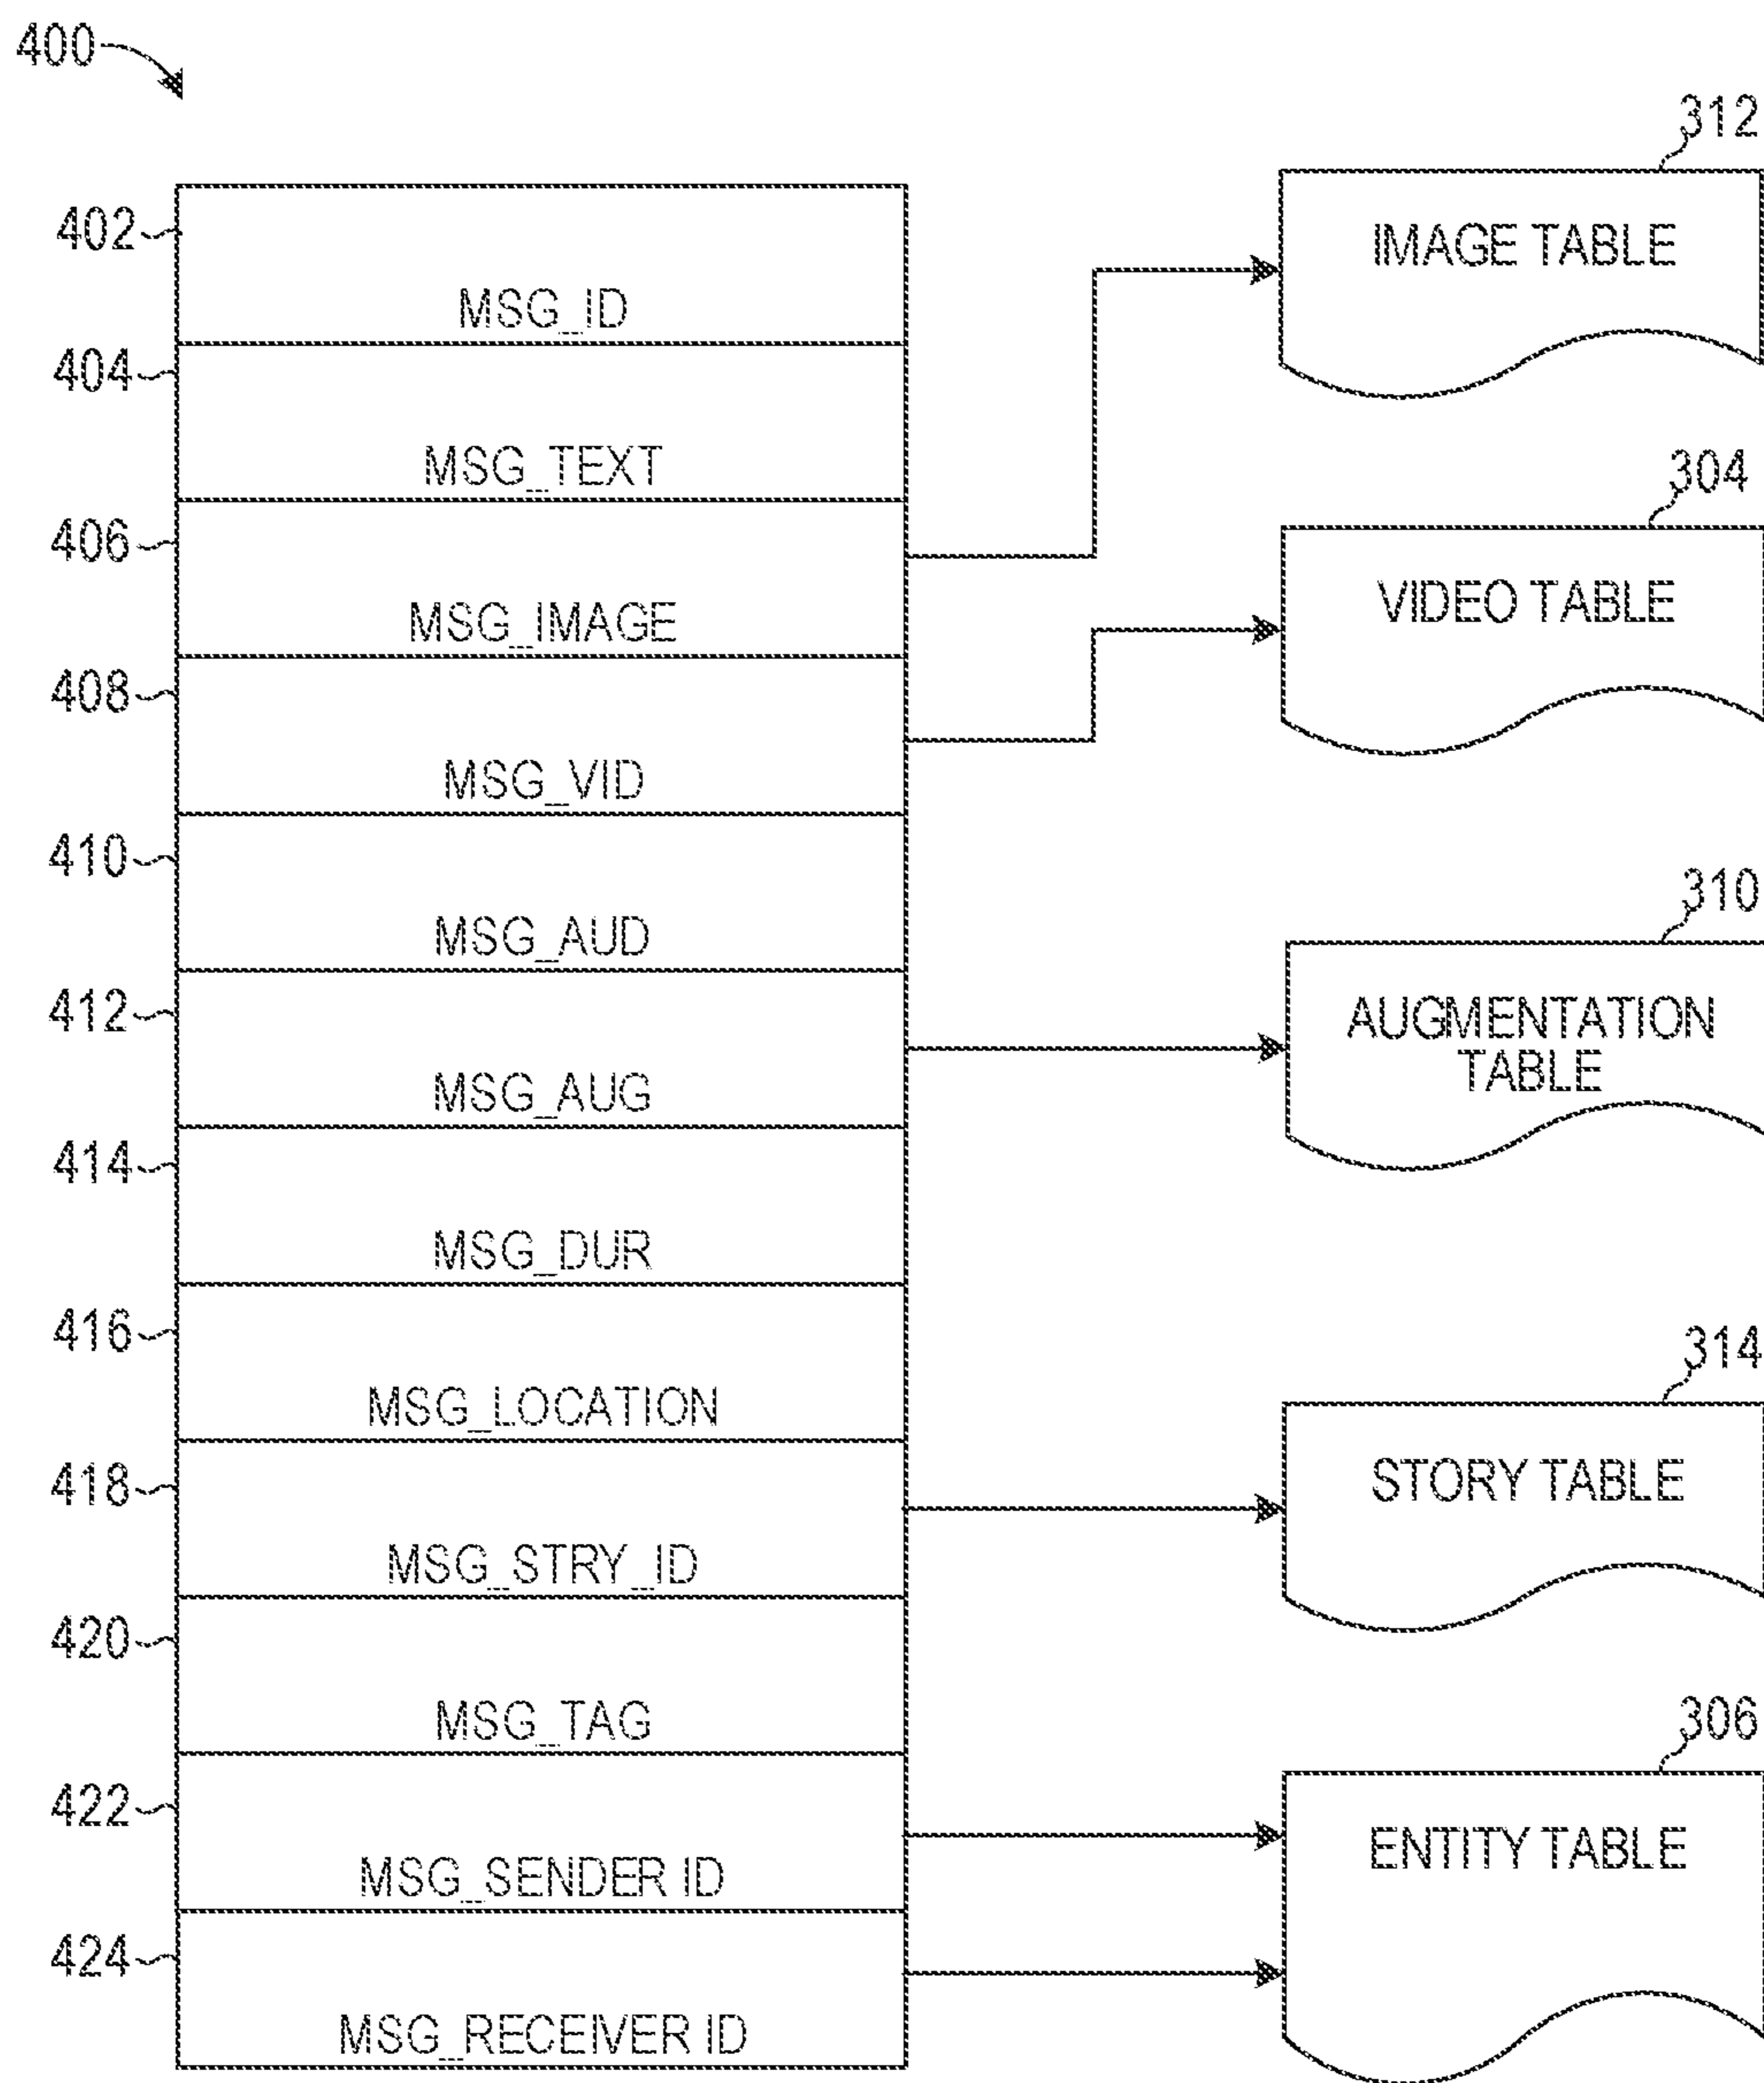 400
402
MSG_ID
404
MSG_TEXT
406
MSG_IMAGE
408
MSG_VID
410
MSG_AUD
412
MSG_AUG
414
MSG_DUR
416
MSG_LOCATION
418
MSG_STRY_ID
420
MSG_TAG
422
MSG_SENDER ID
424
MSG_RECEIVER ID
312
IMAGE TABLE
304
VIDEO TABLE
310
AUGMENTATION
TABLE
314
STORY TABLE
306
ENTITY TABLE